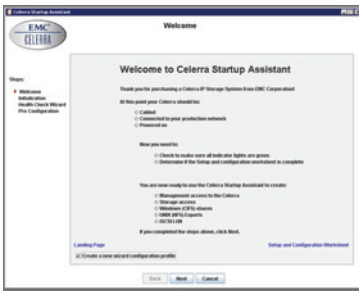 Celerra Startup Assistant
EMC
CELERRA
Welcome
Steps:
Welcome
Initialization
Health Check Wizard
Pre Configuration
Welcome to Celerra Startup Assistant
Thank you for purchasing a Celerra IP Storage System from EMC Corporation!
At this point your Celerra should be:
Cabled
Connected to your production network
Powered on
Now you need to:
Check to make sure all indicator lights are green
Determine if the Setup and configuration worksheet is complete
You are now ready to use the Celerra Startup Assistant to create:
Management access to the Celerra
Storage access
Windows (CIFS) shares
UNIX (NFS) Exports
iSCSI LUN
If you completed the steps above, click Next.
Landing Page
Setup and Configuration Worksheet
Create a new wizard configuration profile
Back
Next
Cancel